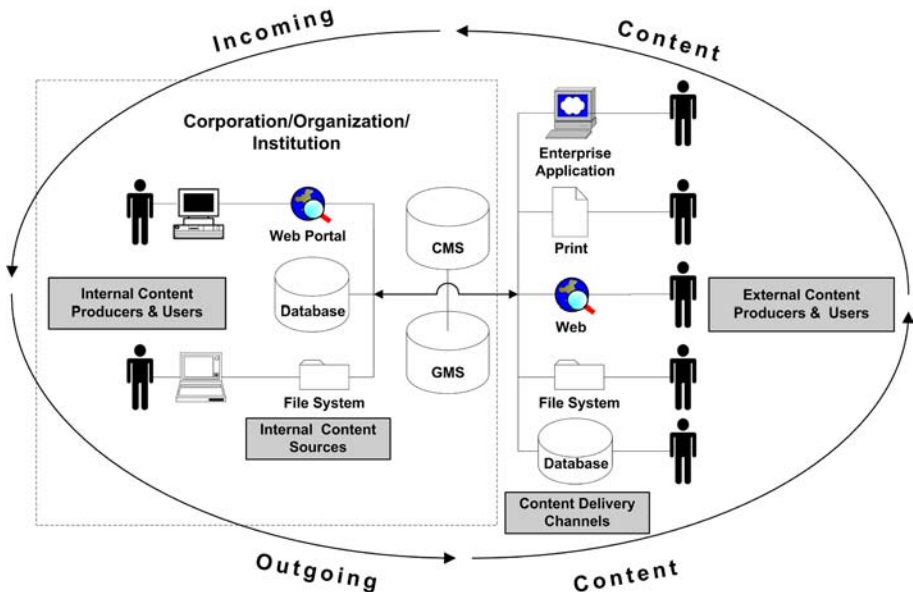 Incoming
Content
Corporation/Organization/
Institution
Enterprise
Application
Web Portal
CMS
Print
Internal Content
Producers & Users
Database
External Content
Producers & Users
Web
GMS
File System
File System
Internal Content
Sources
Database
Content Delivery
Channels
Outgoing
Content